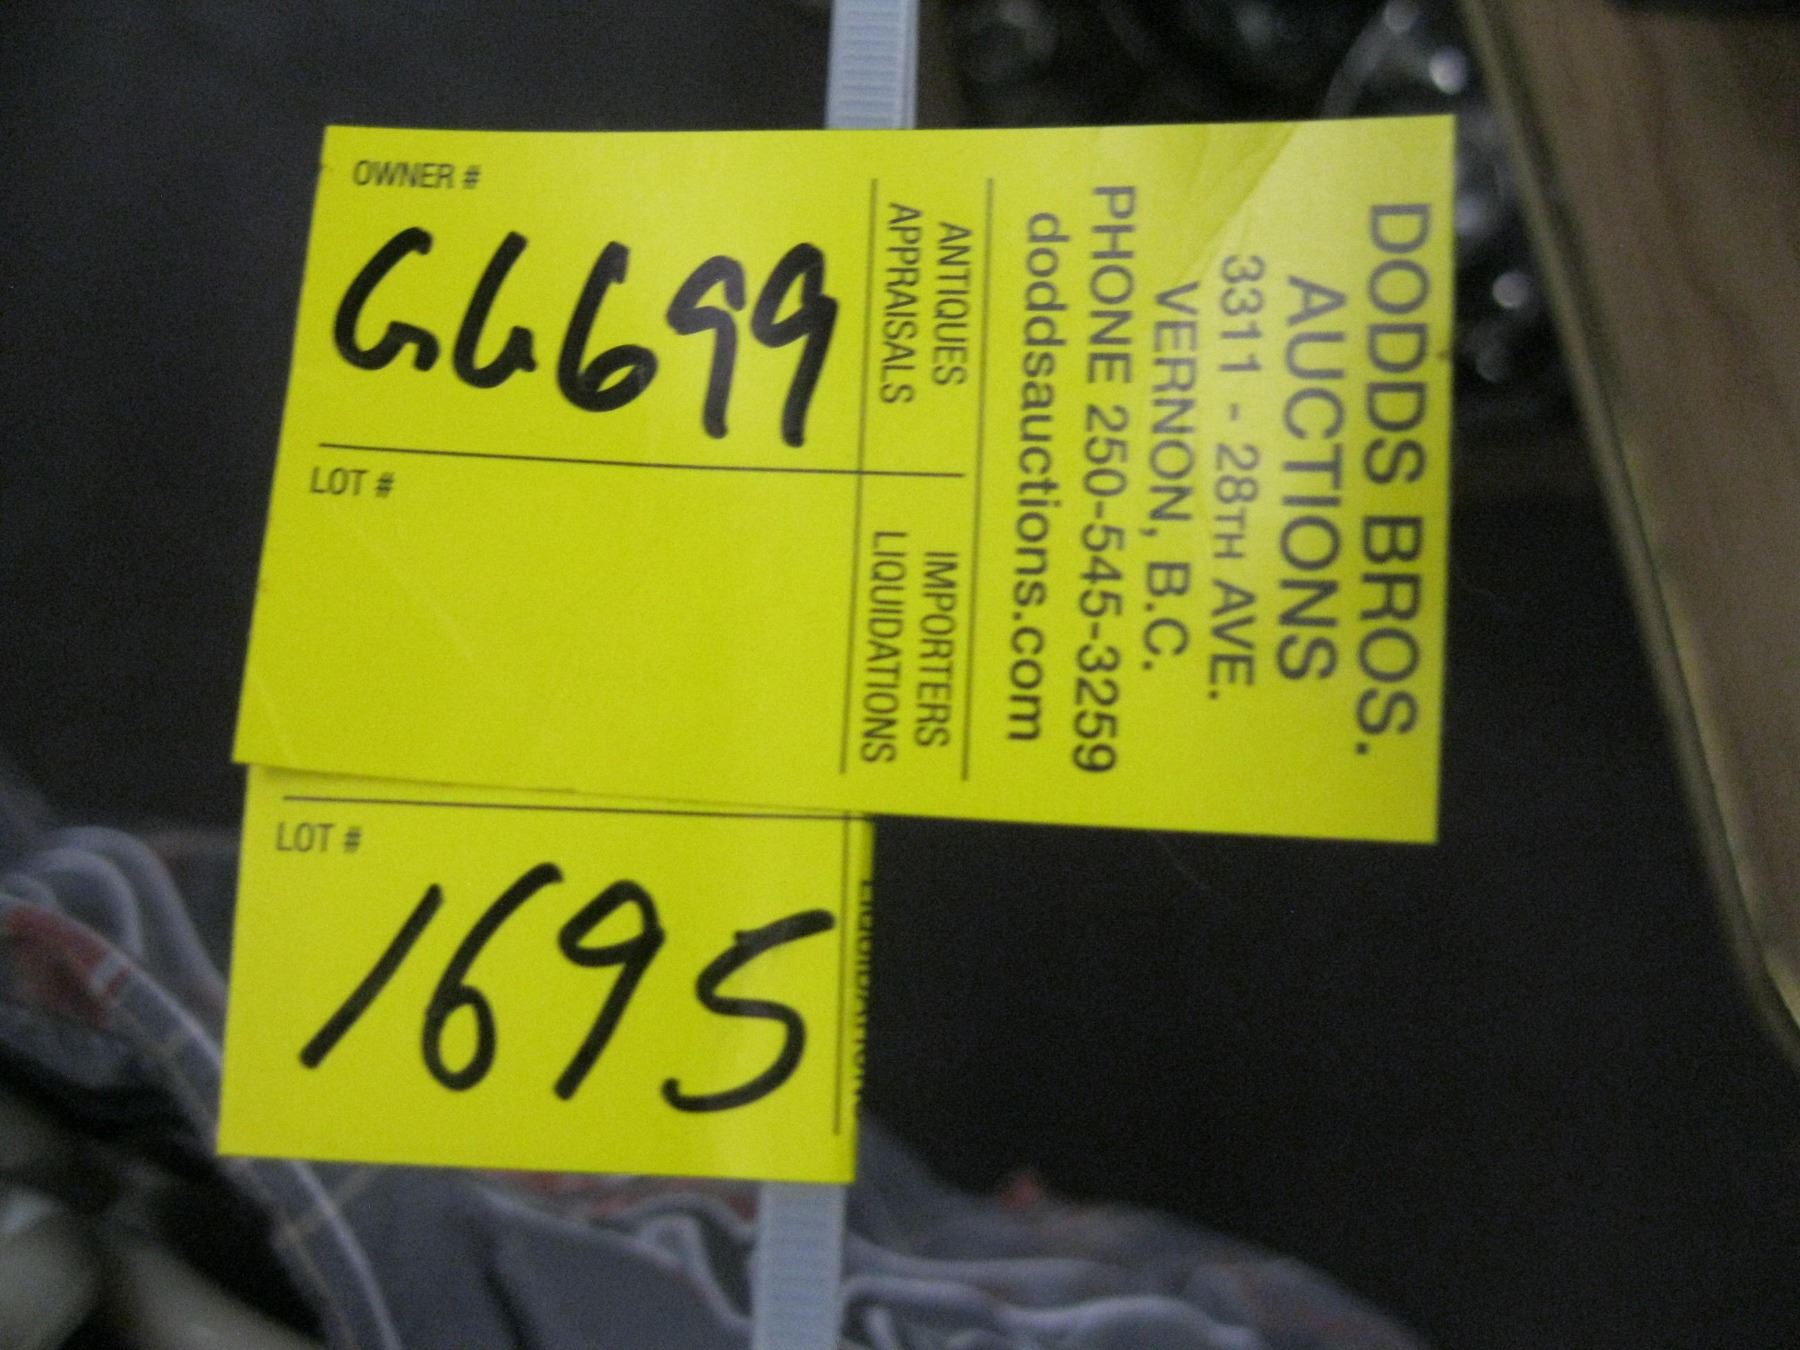 DODDS BROS.
AUCTIONS
3311 - 28TH AVE.
VERNON, B.C.
PHONE 250-545-3259
doddsauctions.com
ANTIQUES
APPRAISALS
IMPORTERS
LIQUIDATIONS
OWNER #
GG699
LOT #
LOT #
1695